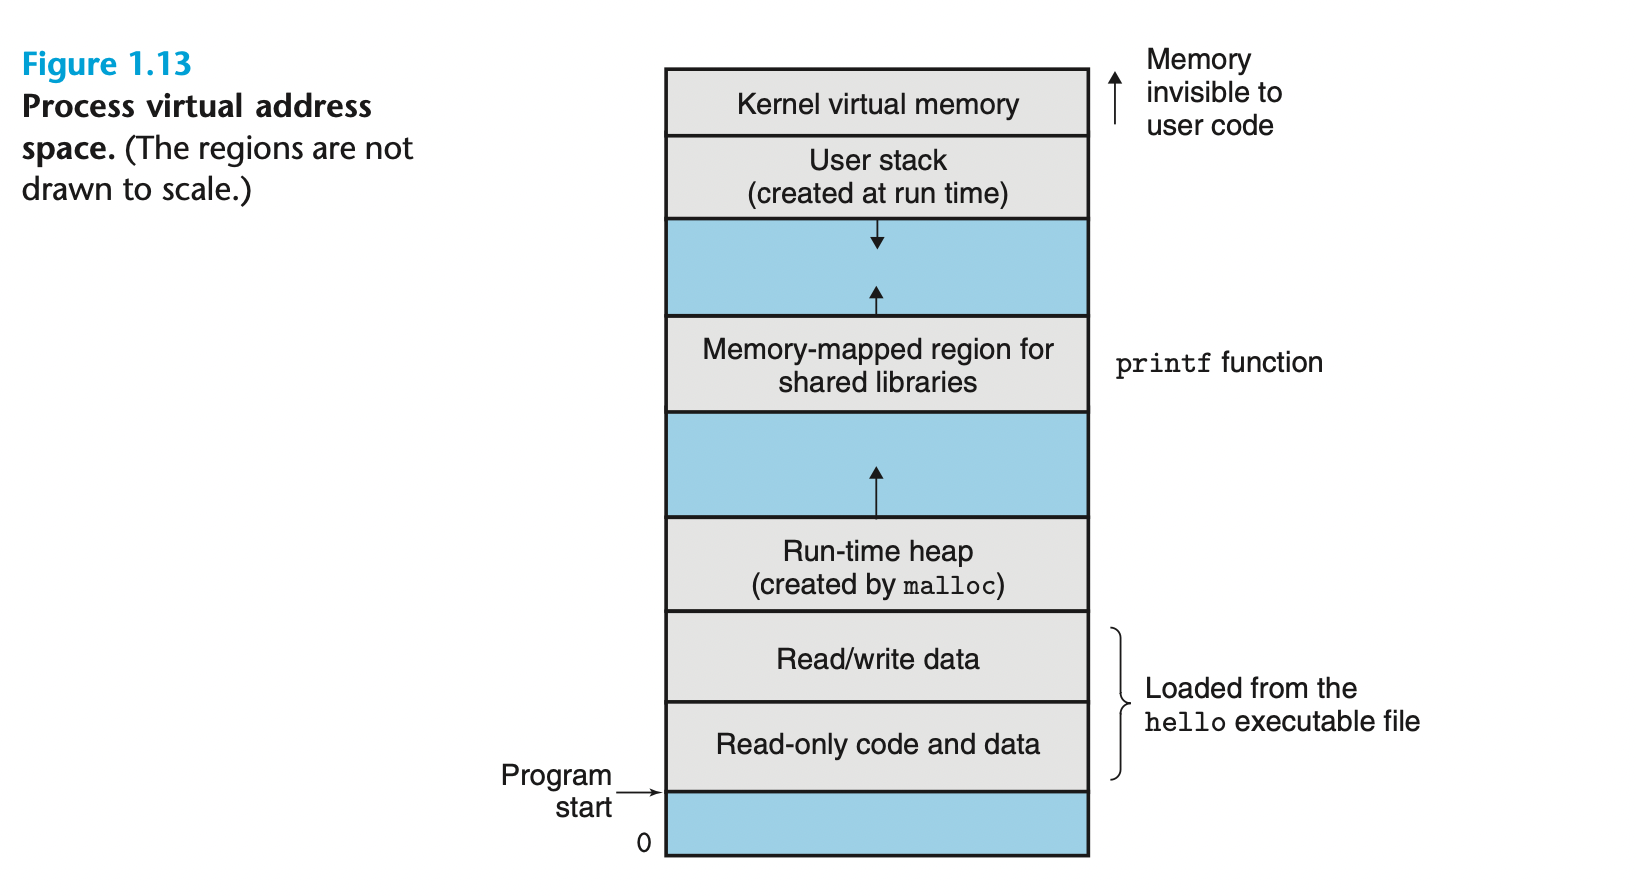 Figure 1.13
Process virtual address
space. (The regions are not
drawn to scale.)
Kernel virtual memory
Memory
invisible to
user code
User stack
(created at run time)
Memory-mapped region for
shared libraries
printf function
Run-time heap
(created by malloc)
Read/write data
Loaded from the
hello executable file
Read-only code and data
Program
start
0